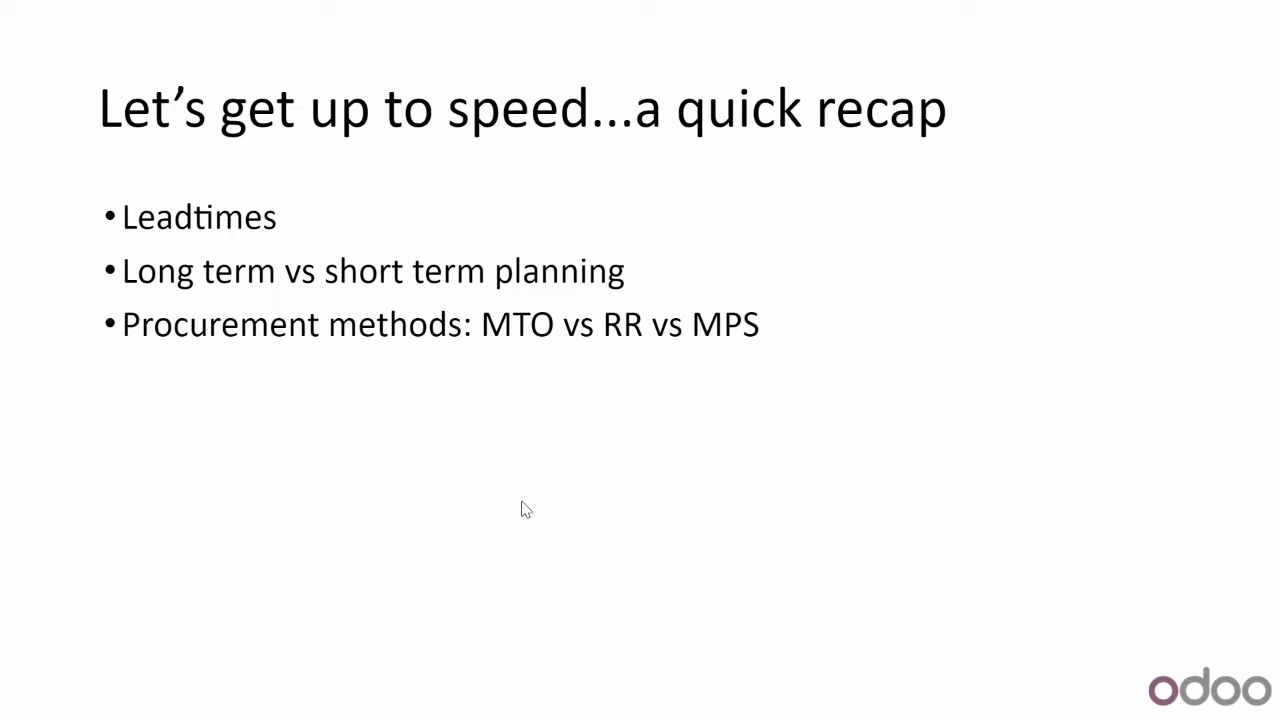 Let’s get up to speed...a quick recap
•Leadtimes
•Long term vs short term planning
•Procurement methods: MTO vs RR vs MPS
odoo